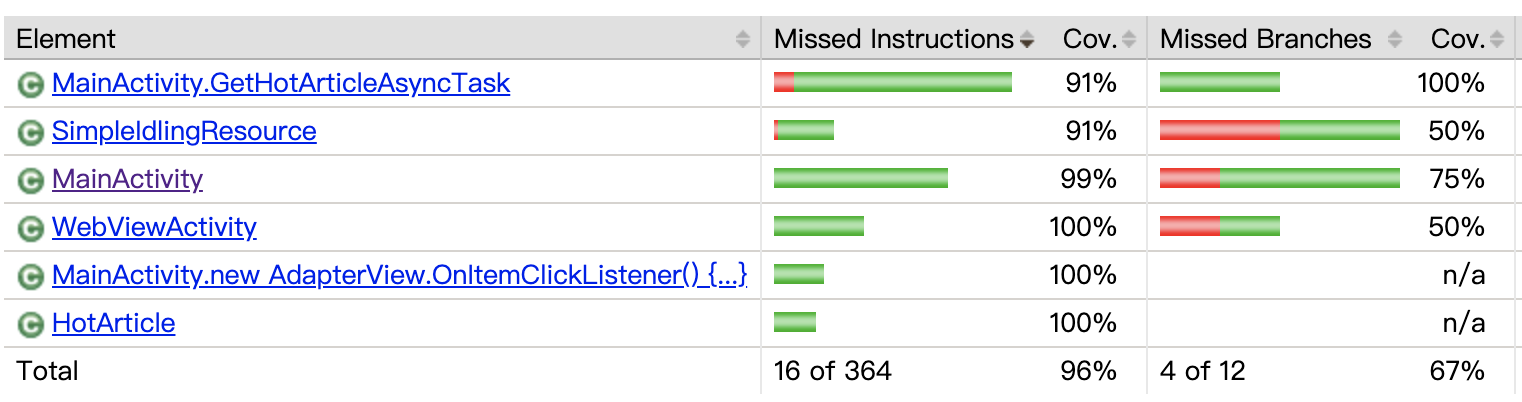 Element Missed Instructions Cov. Missed Branches Cov.
C MainActivity.GetHotArticleAsyncTask 91% 100%
C SimpleIdlingResource 91% 50%
C MainActivity 99% 75%
C WebViewActivity 100% 50%
C MainActivity.new AdapterView.OnItemClickListener() {...} 100% n/a
C HotArticle 100% n/a
Total 16 of 364 96% 4 of 12 67%